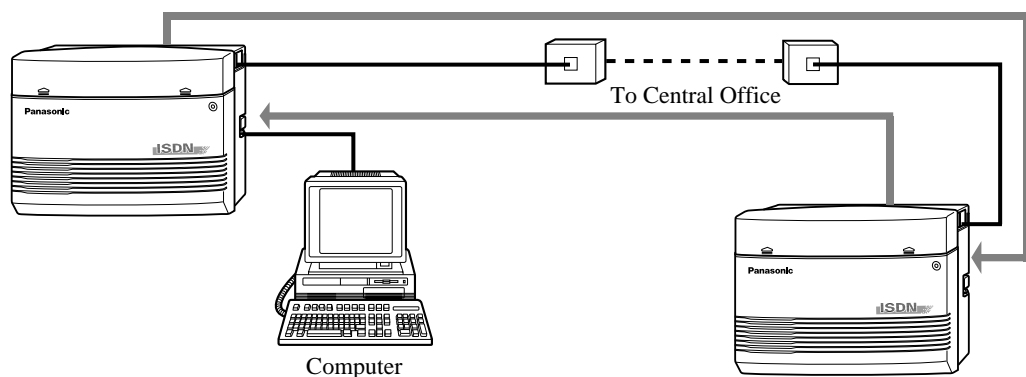 To Central Office
Panasonic
ISDN
Panasonic
ISDN
Computer